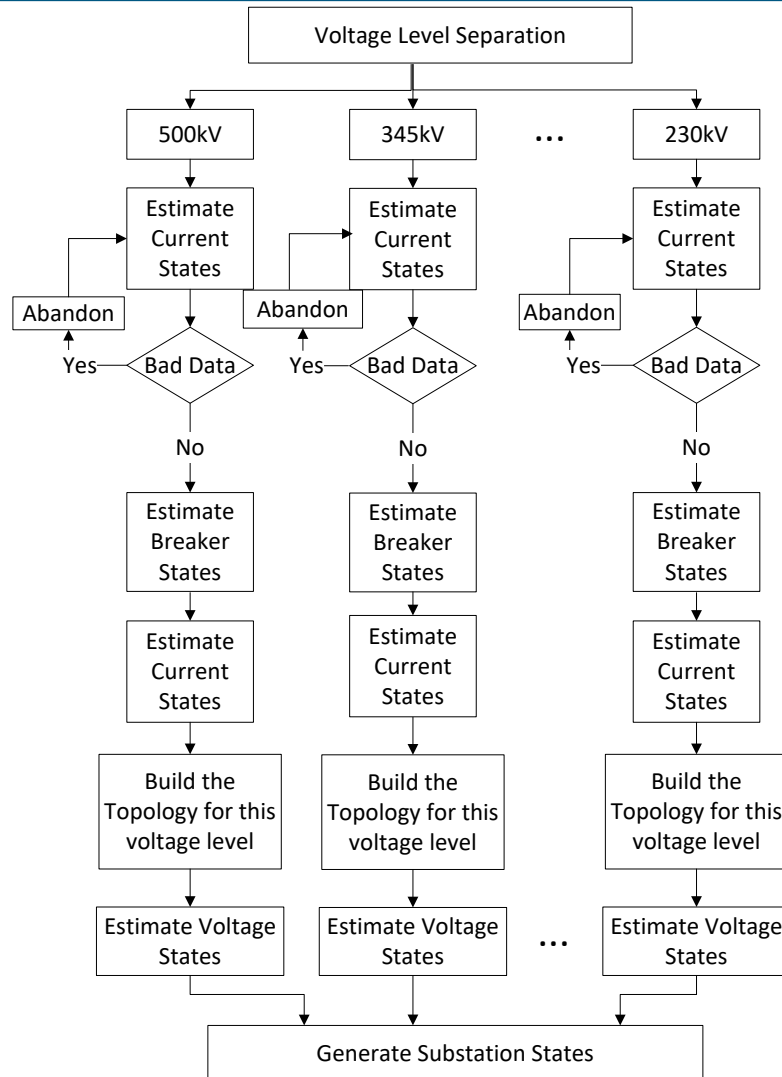 Voltage Level Separation
500kV
345kV
...
230kV
Estimate
Current
States
Estimate
Current
States
Estimate
Current
States
Abandon
Abandon
Abandon
Yes
Bad Data
Yes
Bad Data
Yes
Bad Data
No
No
No
Estimate
Breaker
States
Estimate
Breaker
States
Estimate
Breaker
States
Estimate
Current
States
Estimate
Current
States
Estimate
Current
States
Build the
Topology for this
voltage level
Build the
Topology for this
voltage level
Build the
Topology for this
voltage level
Estimate Voltage
States
Estimate Voltage
States
...
Estimate Voltage
States
Generate Substation States